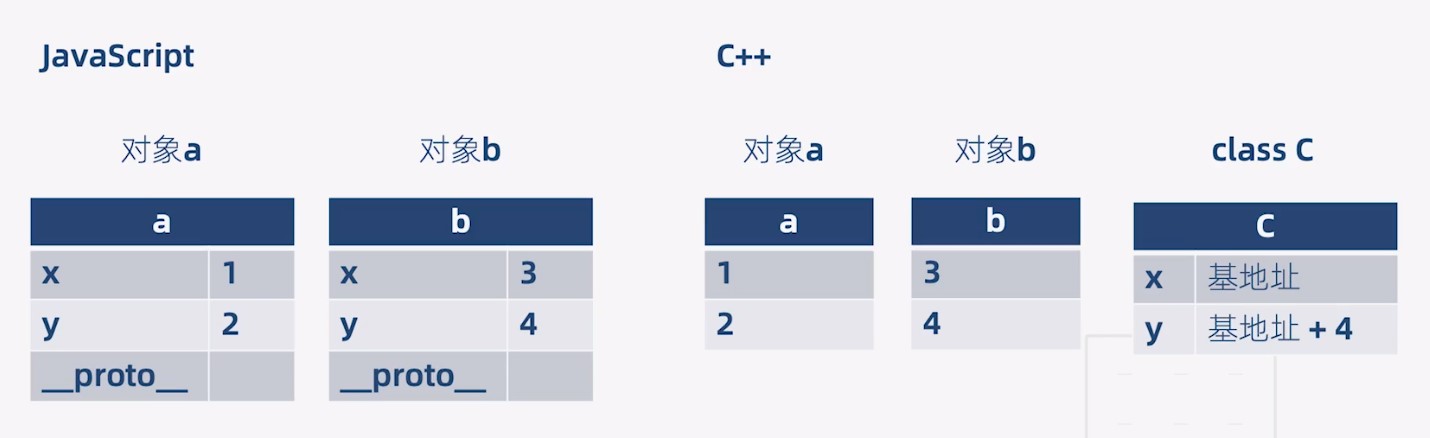 JavaScript
C++
对象a
对象b
对象a
对象b
class C
a
x 1
y 2
__proto__
b
x 3
y 4
__proto__
a
1
2
b
3
4
C
x 基地址
y 基地址 + 4